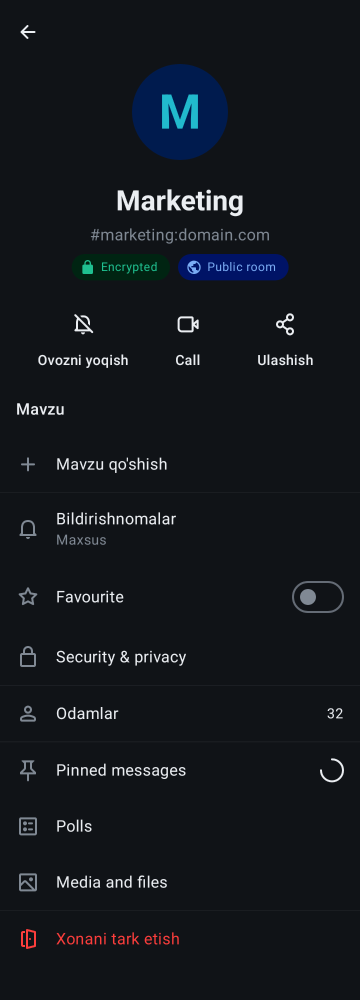 M
Marketing
#marketing:domain.com
Encrypted
Public room
Ovozni yoqish
Call
Ulashish
Mavzu
Mavzu qo'shish
Bildirishnomalar
Maxsus
Favourite
Security & privacy
Odamlar
32
Pinned messages
Polls
Media and files
Xonani tark etish